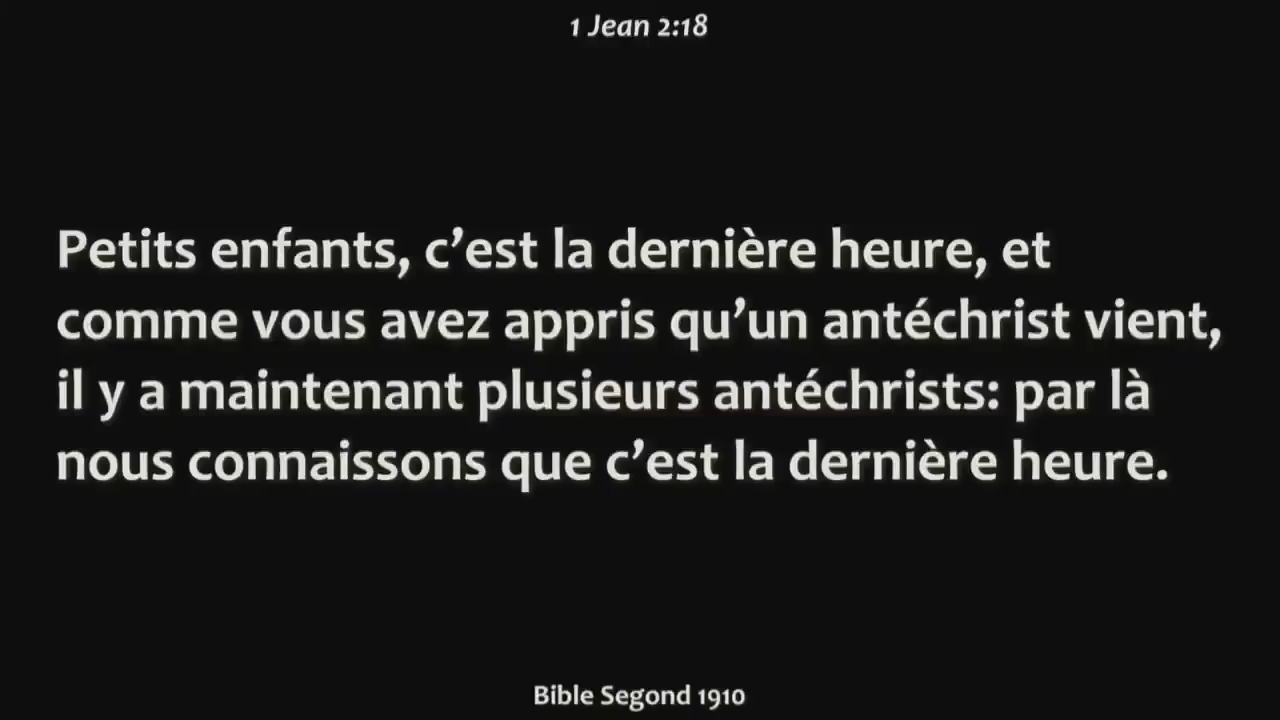 1 Jean 2:18
Petits enfants, c’est la dernière heure, et
comme vous avez appris qu’un antéchrist vient,
il y a maintenant plusieurs antéchrists: par là
nous connaissons que c’est la dernière heure.
Bible Segond 1910